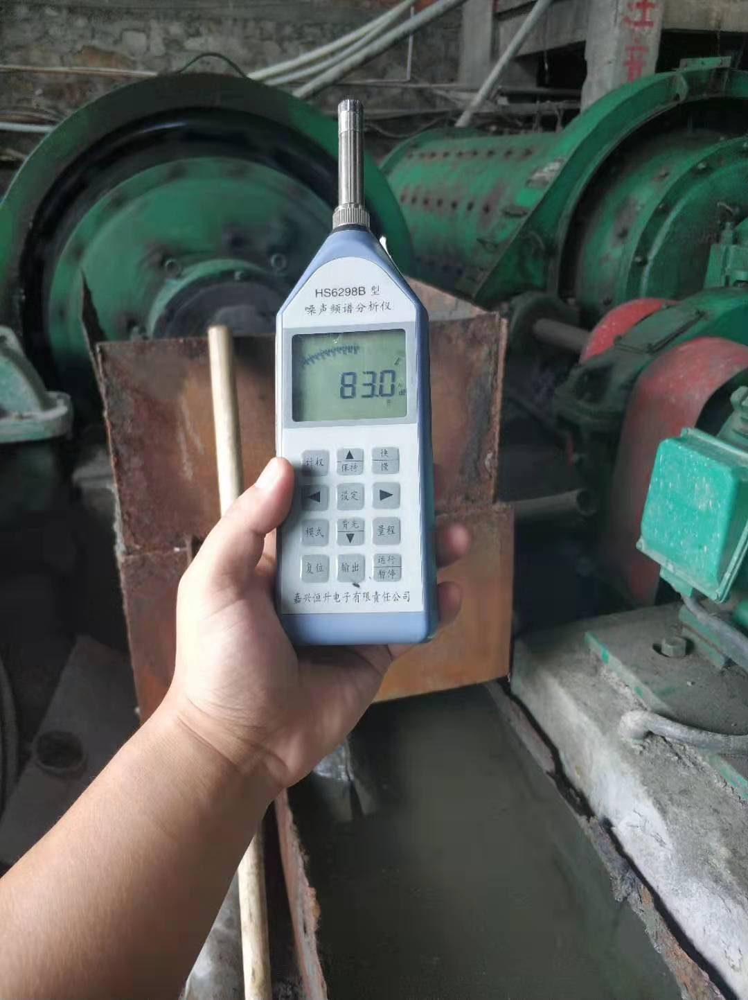 注
HS6298B 型
噪声频谱分析仪
83.0
dB
计权
▲
保持
快
慢
◀
设定
▶
模式
背光
▼
量程
复位
输出
运行
暂停
嘉兴恒升电子有限责任公司